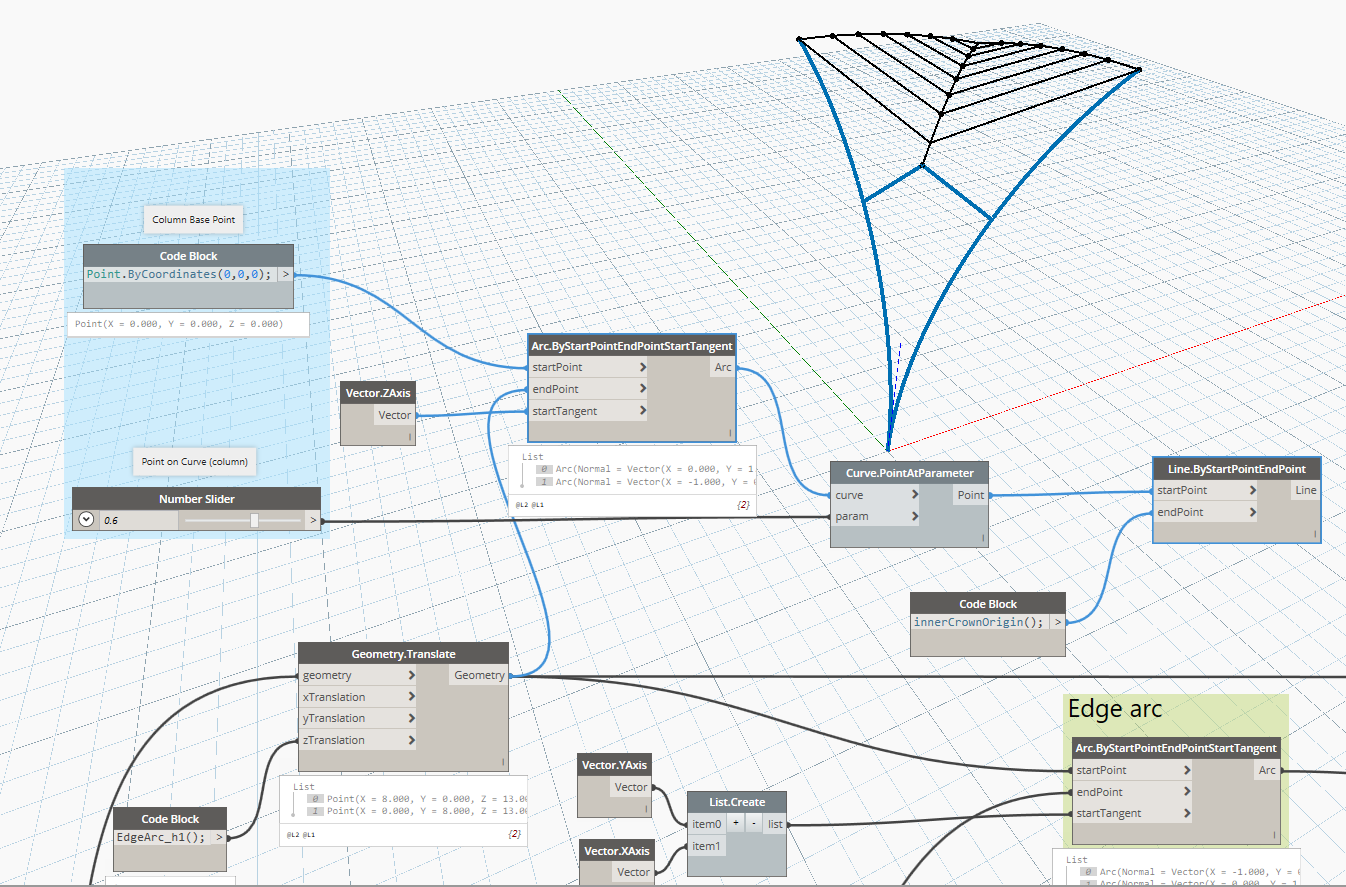 Column Base Point
Code Block
Point.ByCoordinates(0,0,0); >
Point(X = 0.000, Y = 0.000, Z = 0.000)
Arc.ByStartPointEndPointStartTangent
startPoint > Arc
endPoint >
startTangent >
Vector.ZAxis
Vector
List
0 Arc(Normal = Vector(X = 0.000, Y = 1
1 Arc(Normal = Vector(X = -1.000, Y =
@L2 @L1 {2}
Point on Curve (column)
Number Slider
0.6 >
Curve.PointAtParameter
curve > Point
param >
Line.ByStartPointEndPoint
startPoint > Line
endPoint >
Code Block
innerCrownOrigin(); >
Geometry.Translate
geometry > Geometry
xTranslation >
yTranslation >
zTranslation >
List
0 Point(X = 8.000, Y = 0.000, Z = 13.0
1 Point(X = 0.000, Y = 8.000, Z = 13.0
@L2 @L1 {2}
Code Block
EdgeArc_h1(); >
Vector.YAxis
Vector
Vector.XAxis
Vector
List.Create
item0 + - list
item1
Edge arc
Arc.ByStartPointEndPointStartTangent
startPoint > Arc
endPoint >
startTangent >
List
0 Arc(Normal = Vector(X = -1.000, Y =
1 Arc(Normal = Vector(X = 0.000, Y = 1